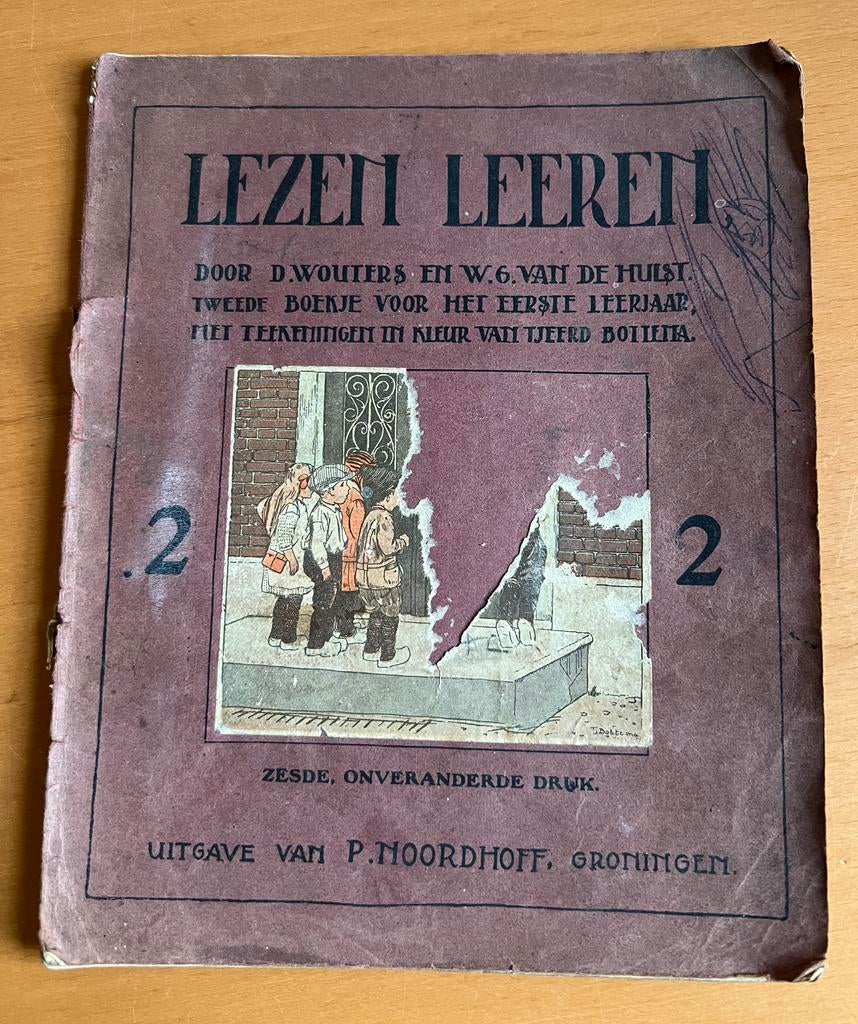 LEZEN LEEREN
DOOR D. WOUTERS EN W. G. VAN DE HULST.
TWEEDE BOEKJE VOOR HET EERSTE LEERJAAR,
MET TEEKENINGEN IN KLEUR VAN TJEERD BOTTEMA.
2 2
Tj Bottema
ZESDE, ONVERANDERDE DRUK.
UITGAVE VAN P. NOORDHOFF, GRONINGEN.